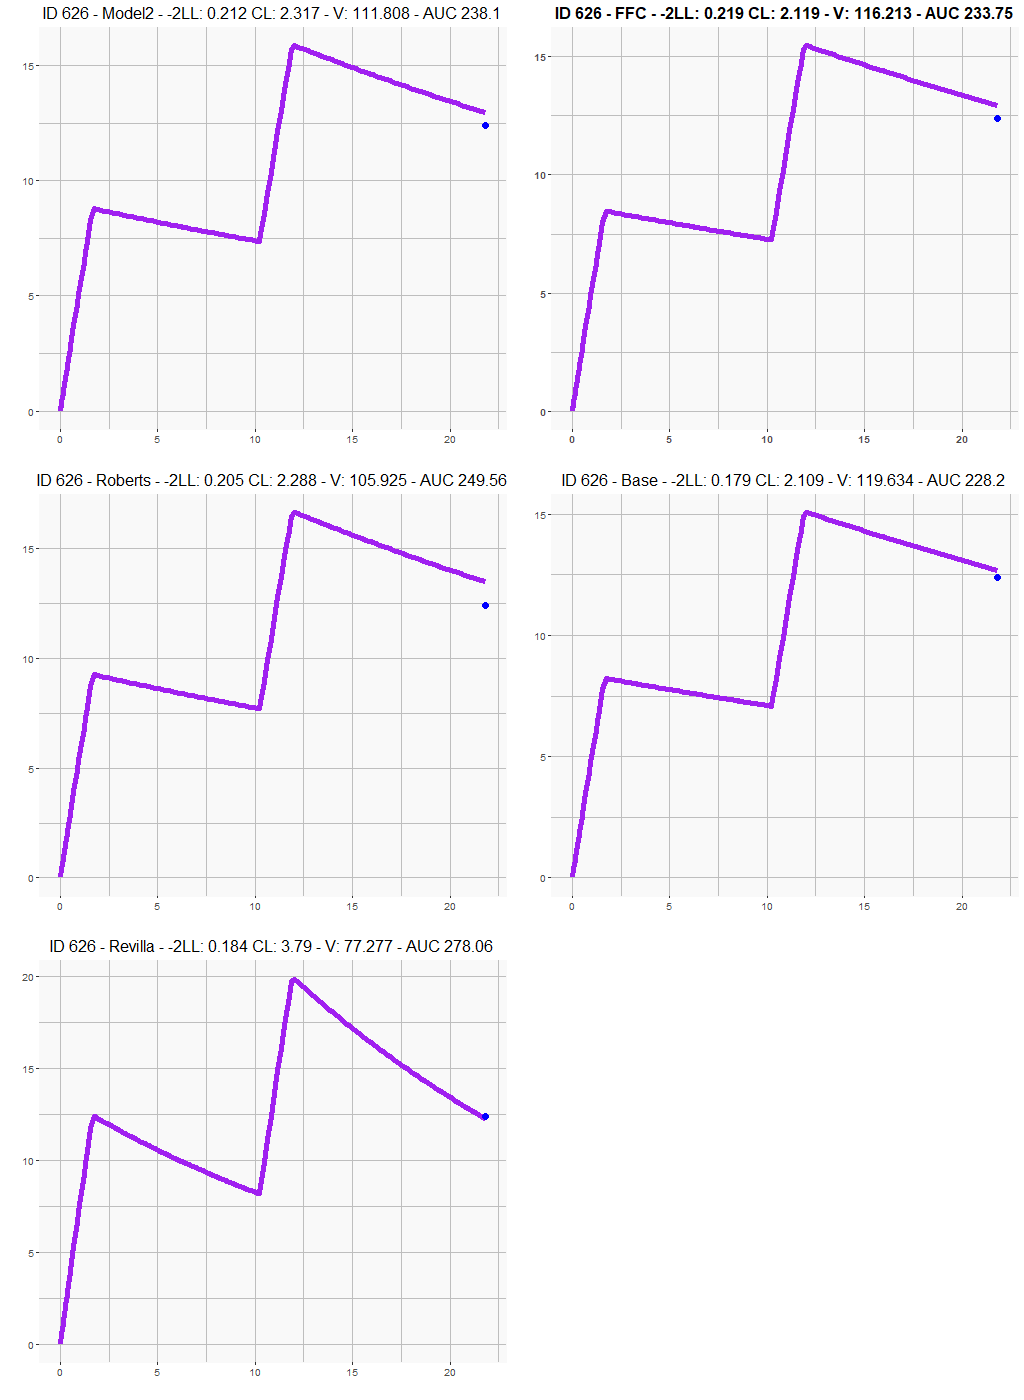 ID 626 - Model2 - -2LL: 0.212 CL: 2.317 - V: 111.808 - AUC 238.1
15
10
5
0
0 5 10 15 20
ID 626 - FFC - -2LL: 0.219 CL: 2.119 - V: 116.213 - AUC 233.75
15
10
5
0
0 5 10 15 20
ID 626 - Roberts - -2LL: 0.205 CL: 2.288 - V: 105.925 - AUC 249.56
15
10
5
0
0 5 10 15 20
ID 626 - Base - -2LL: 0.179 CL: 2.109 - V: 119.634 - AUC 228.2
15
10
5
0
0 5 10 15 20
ID 626 - Revilla - -2LL: 0.184 CL: 3.79 - V: 77.277 - AUC 278.06
20
15
10
5
0
0 5 10 15 20